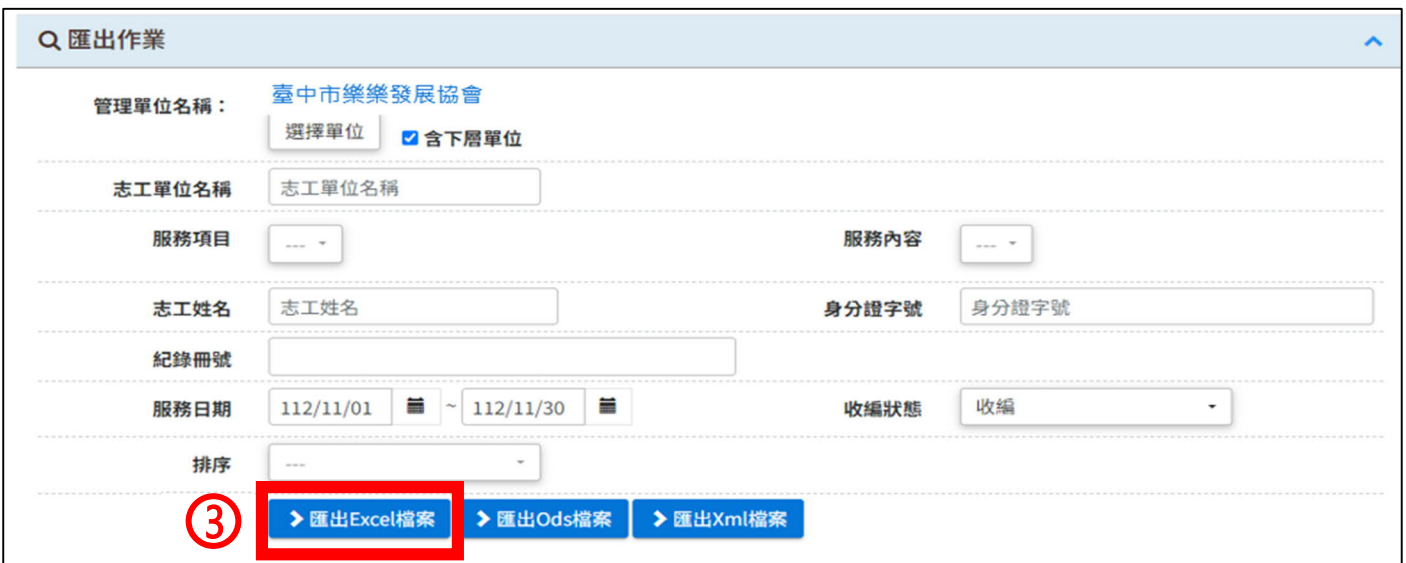 匯出作業
管理單位名稱：
臺中市樂樂發展協會
選擇單位 含下層單位
志工單位名稱 志工單位名稱
服務項目 --- 服務內容 ---
志工姓名 志工姓名 身分證字號 身分證字號
紀錄冊號
服務日期 112/11/01 ~ 112/11/30 收編狀態 收編
排序 ---
③ 匯出Excel檔案 匯出Ods檔案 匯出Xml檔案